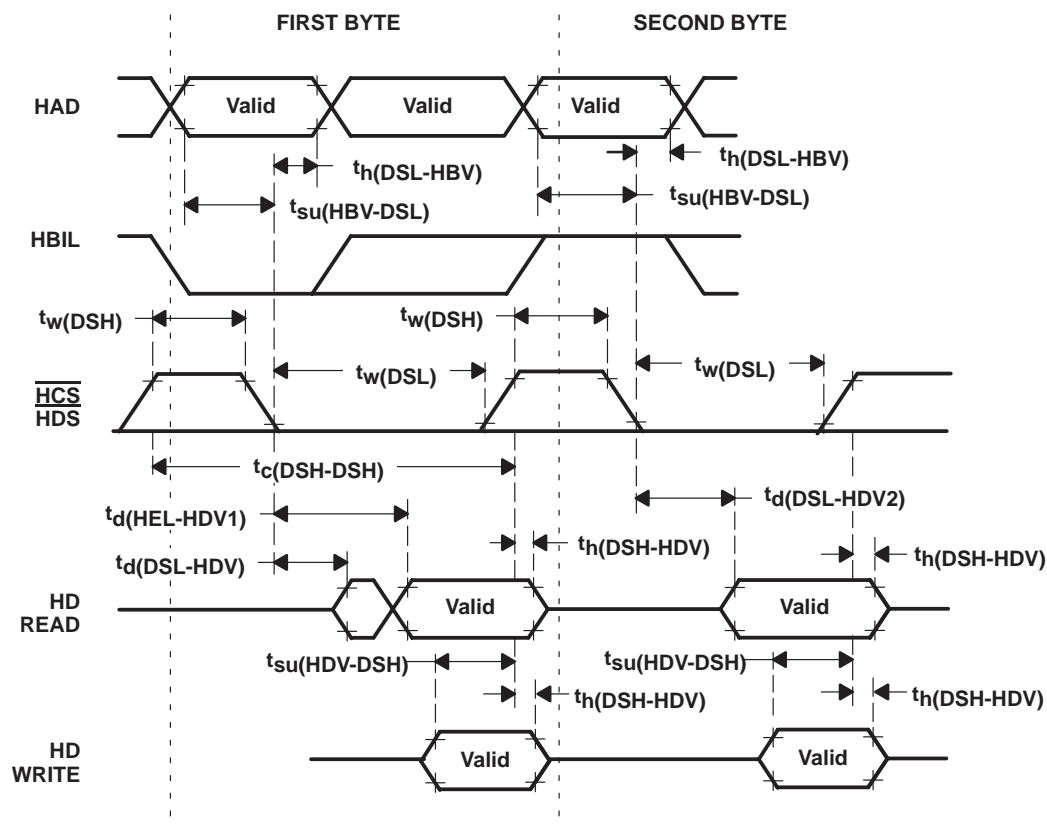 FIRST BYTE
SECOND BYTE
HAD
Valid
Valid
Valid
th(DSL-HBV)
th(DSL-HBV)
tsu(HBV-DSL)
tsu(HBV-DSL)
HBIL
tw(DSH)
tw(DSH)
tw(DSL)
tw(DSL)
HCS
HDS
tc(DSH-DSH)
td(HEL-HDV1)
td(DSL-HDV2)
th(DSH-HDV)
th(DSH-HDV)
td(DSL-HDV)
HD
READ
Valid
Valid
tsu(HDV-DSH)
tsu(HDV-DSH)
th(DSH-HDV)
th(DSH-HDV)
HD
WRITE
Valid
Valid